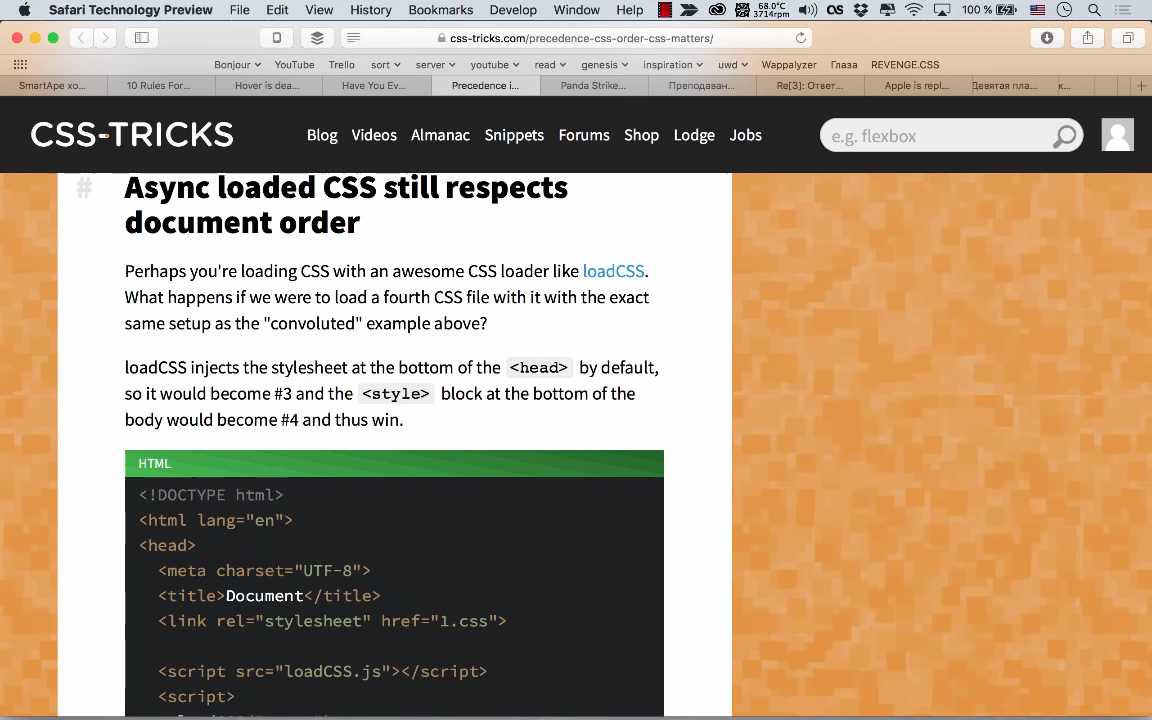 Safari Technology Preview File Edit View History Bookmarks Develop Window Help 68.0°C 3714rpm 100 %
css-tricks.com/precedence-css-order-css-matters/
Bonjour YouTube Trello sort server youtube read genesis inspiration uwd Wappalyzer Глаза REVENGE.CSS
SmartApe хо... 10 Rules For... Hover is dea... Have You Ev... Precedence i... Panda Strike... Преподаван... Re[3]: Ответ... Apple is repl... Девятая пла... к...
CSS-TRICKS Blog Videos Almanac Snippets Forums Shop Lodge Jobs e.g. flexbox
# Async loaded CSS still respects
document order
Perhaps you're loading CSS with an awesome CSS loader like loadCSS.
What happens if we were to load a fourth CSS file with it with the exact
same setup as the "convoluted" example above?
loadCSS injects the stylesheet at the bottom of the <head> by default,
so it would become #3 and the <style> block at the bottom of the
body would become #4 and thus win.
HTML
<!DOCTYPE html>
<html lang="en">
<head>
<meta charset="UTF-8">
<title>Document</title>
<link rel="stylesheet" href="1.css">
<script src="loadCSS.js"></script>
<script>